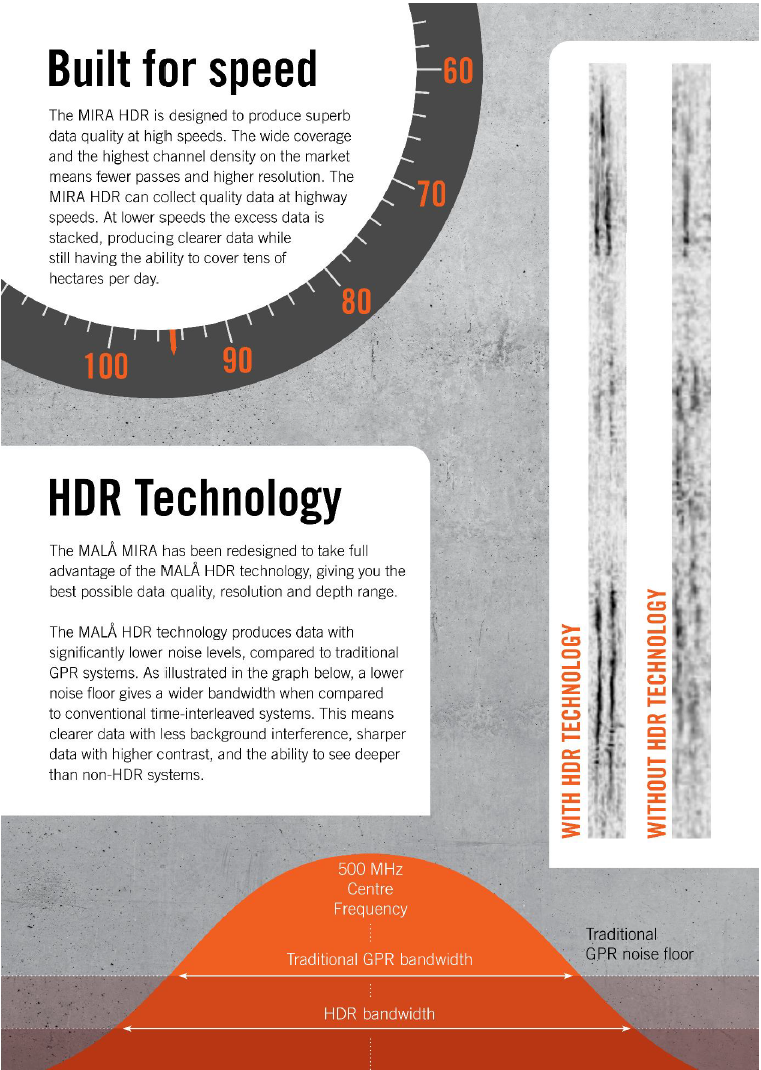 Built for speed
The MIRA HDR is designed to produce superb
data quality at high speeds. The wide coverage
and the highest channel density on the market
means fewer passes and higher resolution. The
MIRA HDR can collect quality data at highway
speeds. At lower speeds the excess data is
stacked, producing clearer data while
still having the ability to cover tens of
hectares per day.
60
70
80
90
100
HDR Technology
The MALÅ MIRA has been redesigned to take full
advantage of the MALÅ HDR technology, giving you the
best possible data quality, resolution and depth range.
The MALÅ HDR technology produces data with
significantly lower noise levels, compared to traditional
GPR systems. As illustrated in the graph below, a lower
noise floor gives a wider bandwidth when compared
to conventional time-interleaved systems. This means
clearer data with less background interference, sharper
data with higher contrast, and the ability to see deeper
than non-HDR systems.
WITH HDR TECHNOLOGY
WITHOUT HDR TECHNOLOGY
500 MHz
Centre
Frequency
Traditional GPR bandwidth
HDR bandwidth
Traditional
GPR noise floor